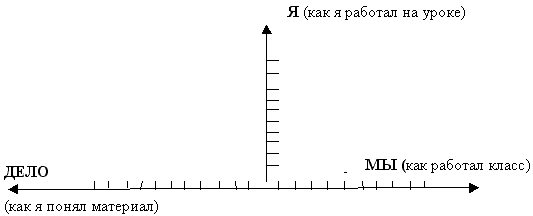 Я (как я работал на уроке)
ДЕЛО
МЫ (как работал класс)
(как я понял материал)